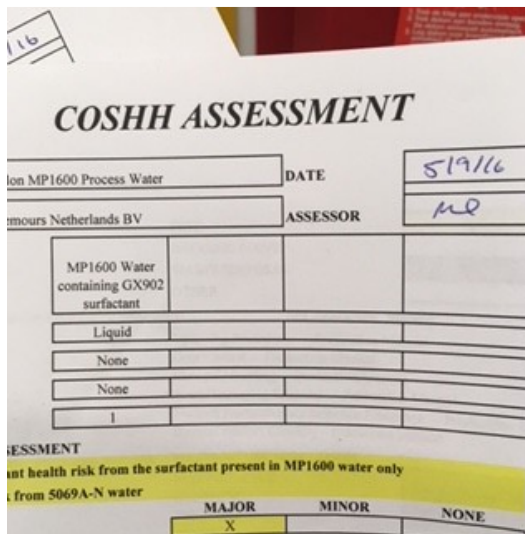 /16
COSHH ASSESSMENT
lon MP1600 Process Water DATE 5/9/16
emours Netherlands BV ASSESSOR
MP1600 Water
containing GX902
surfactant
Liquid
None
None
1
SESSMENT
ant health risk from the surfactant present in MP1600 water only
from 5069A-N water
MAJOR MINOR NONE
X